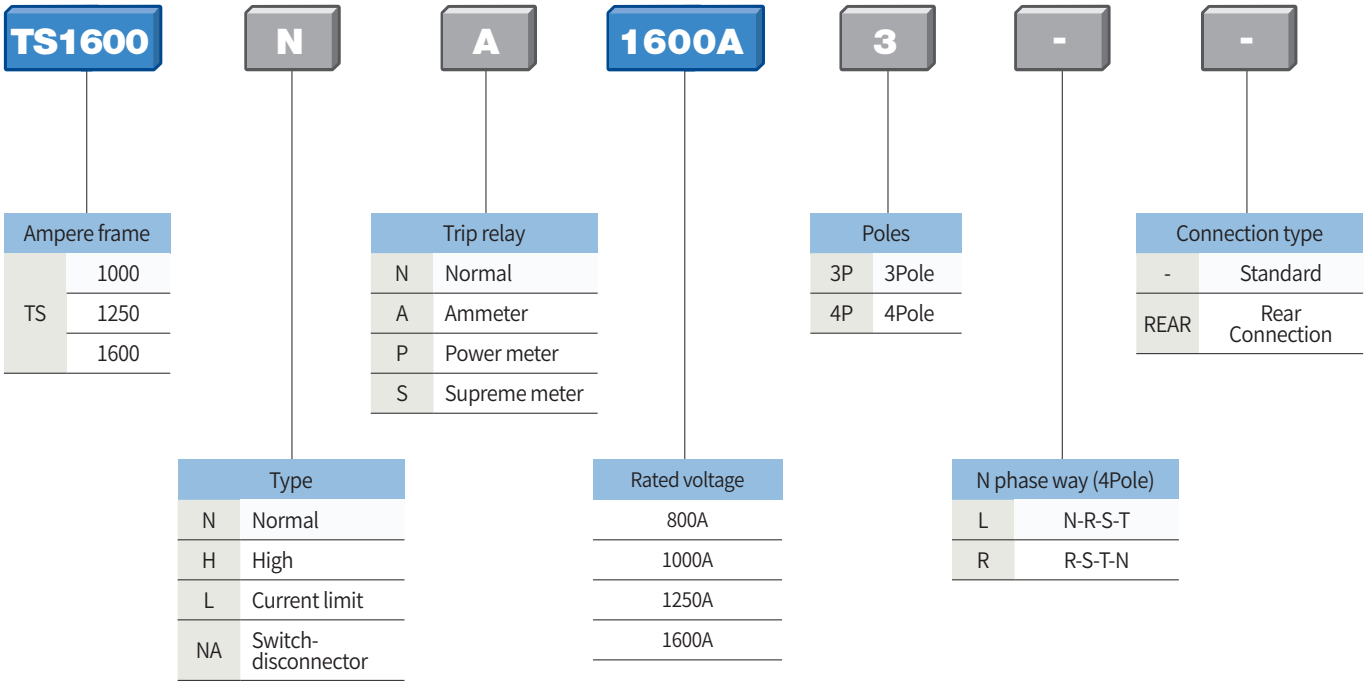 TS1600 N A 1600A 3 - -
Ampere frame
TS
1000
1250
1600
Trip relay
N Normal
A Ammeter
P Power meter
S Supreme meter
Poles
3P 3Pole
4P 4Pole
Connection type
- Standard
REAR Rear
Connection
Type
N Normal
H High
L Current limit
NA Switch-
disconnector
Rated voltage
800A
1000A
1250A
1600A
N phase way (4Pole)
L N-R-S-T
R R-S-T-N